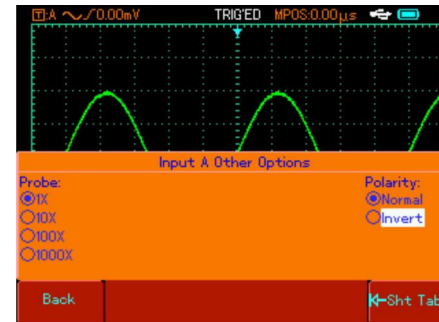 T:A 0.00mV TRIG'ED MPOS:0.00μs
Input A Other Options
Probe: Polarity:
1X Normal
10X Invert
100X
1000X
Back Sht Tab